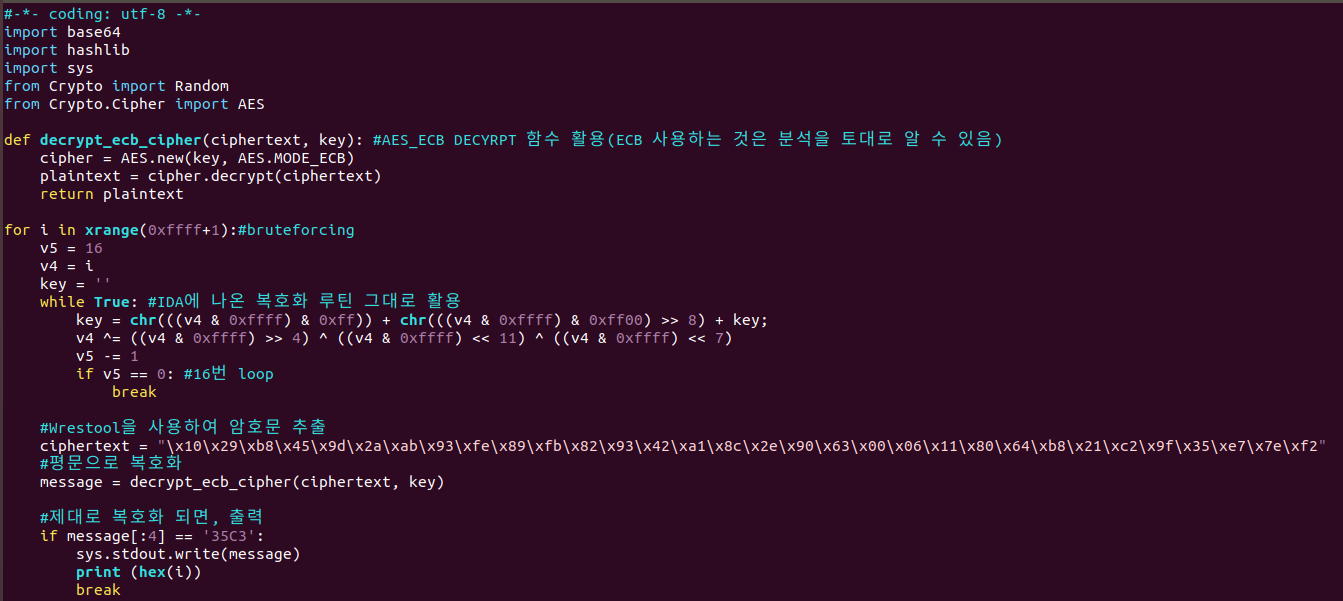 #-*- coding: utf-8 -*-
import base64
import hashlib
import sys
from Crypto import Random
from Crypto.Cipher import AES

def decrypt_ecb_cipher(ciphertext, key): #AES_ECB DECYRPT 함수 활용(ECB 사용하는 것은 분석을 토대로 알 수 있음)
    cipher = AES.new(key, AES.MODE_ECB)
    plaintext = cipher.decrypt(ciphertext)
    return plaintext

for i in xrange(0xffff+1):#bruteforcing
    v5 = 16
    v4 = i
    key = ''
    while True: #IDA에 나온 복호화 루틴 그대로 활용
        key = chr(((v4 & 0xffff) & 0xff)) + chr(((v4 & 0xffff) & 0xff00) >> 8) + key;
        v4 ^= ((v4 & 0xffff) >> 4) ^ ((v4 & 0xffff) << 11) ^ ((v4 & 0xffff) << 7)
        v5 -= 1
        if v5 == 0: #16번 loop
            break

    #Wrestool을 사용하여 암호문 추출
    ciphertext = "\x10\x29\xb8\x45\x9d\x2a\xab\x93\xfe\x89\xfb\x82\x93\x42\xa1\x8c\x2e\x90\x63\x00\x06\x11\x80\x64\xb8\x21\xc2\x9f\x35\xe7\x7e\xf2"
    #평문으로 복호화
    message = decrypt_ecb_cipher(ciphertext, key)

    #제대로 복호화 되면, 출력
    if message[:4] == '35C3':
        sys.stdout.write(message)
        print (hex(i))
        break